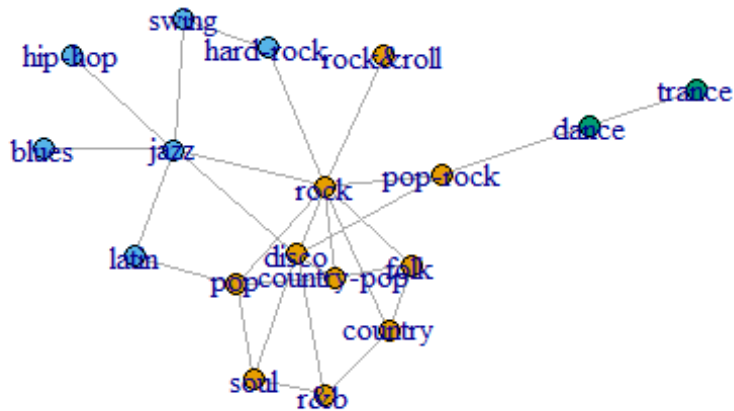 swing
hard-rock
rock&roll
hip-hop
trance
dance
blues
jazz
rock
pop-rock
latin
disco
folk
pop
country-pop
country
soul
r&b